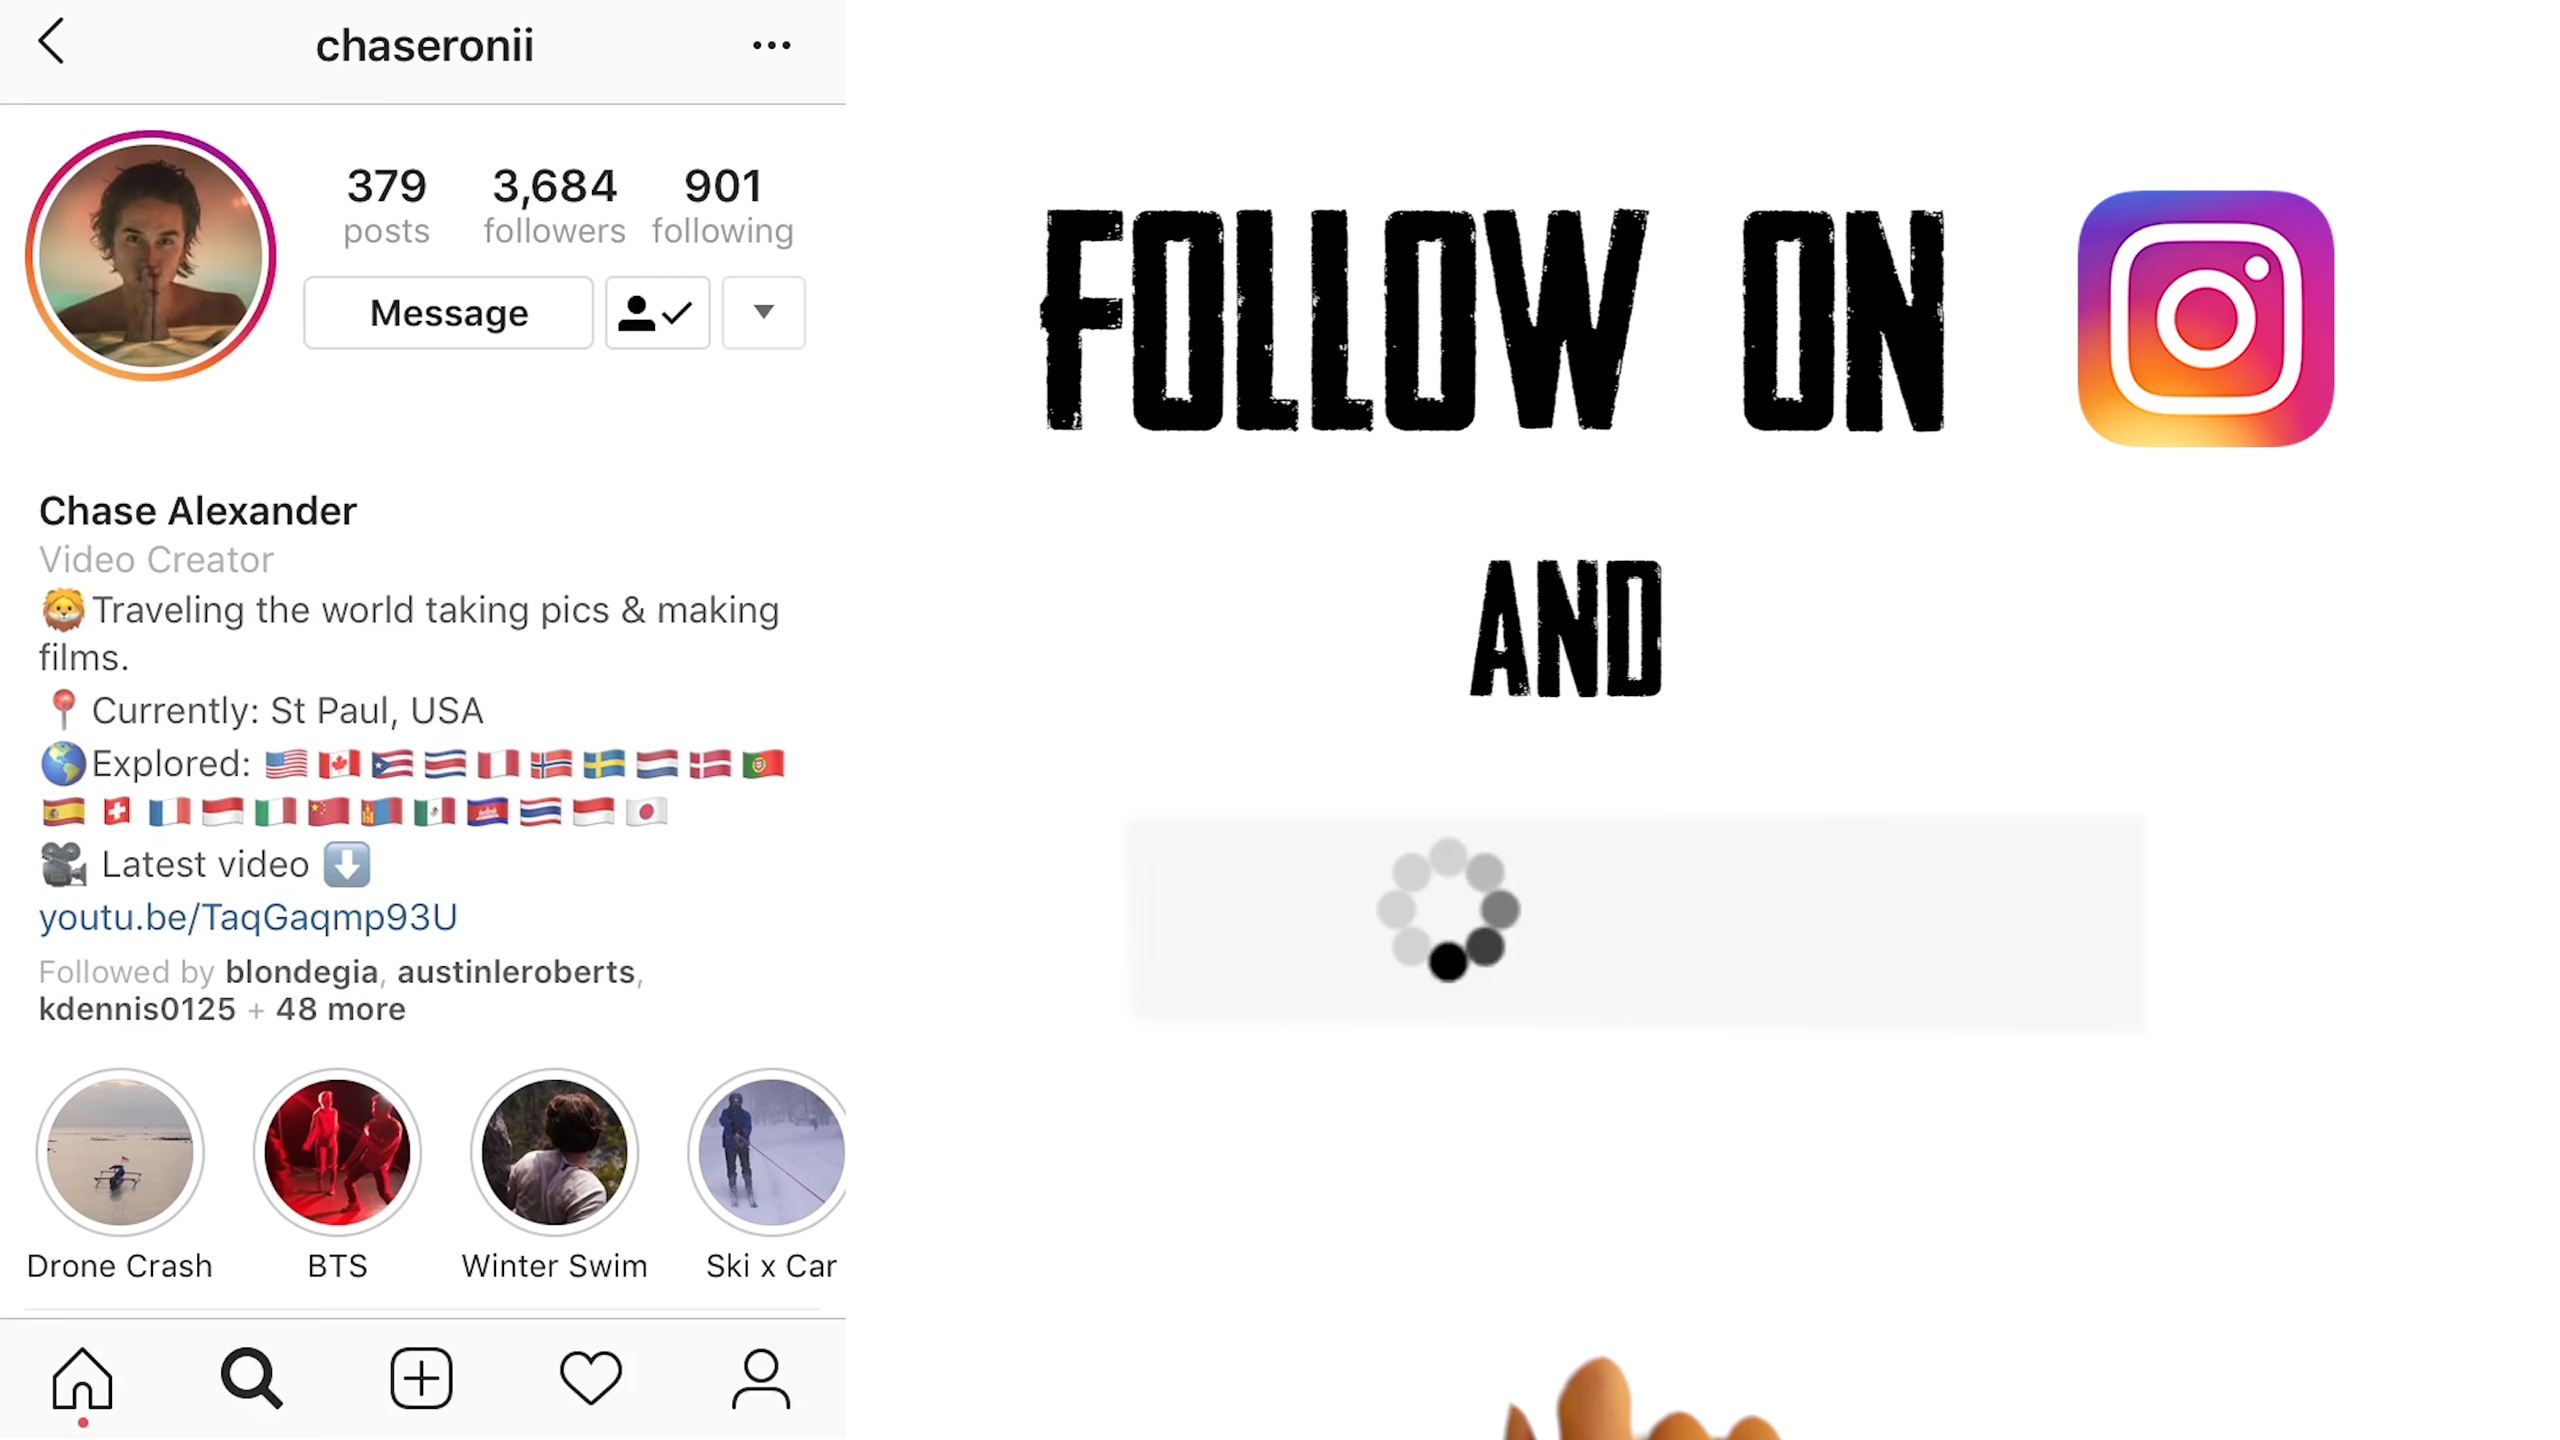 chaseronii
379 3,684 901
posts followers following
Message
Chase Alexander
Video Creator
Traveling the world taking pics & making
films.
Currently: St Paul, USA
Explored:
Latest video
youtu.be/TaqGaqmp93U
Followed by blondegia, austinleroberts,
kdennis0125 + 48 more
Drone Crash BTS Winter Swim Ski x Car
FOLLOW ON
AND